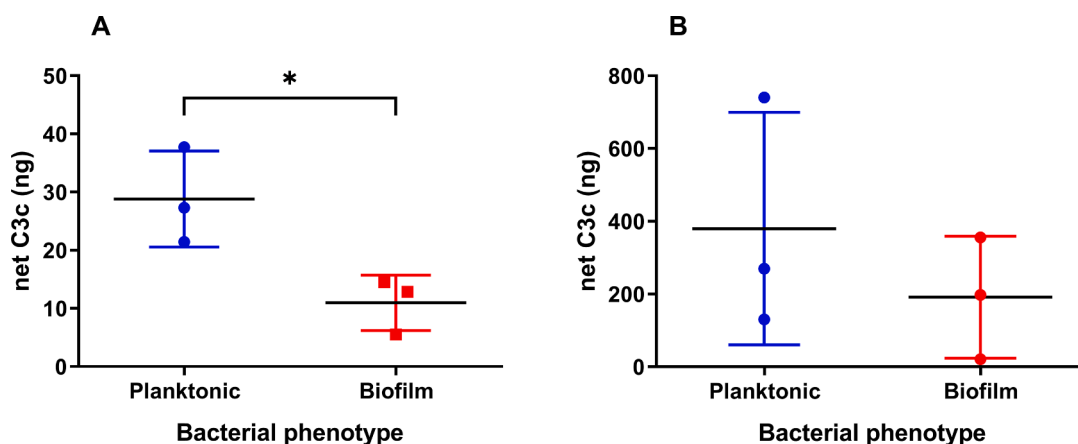 A
net C3c (ng)
50
40
30
20
10
0
*
Planktonic
Biofilm
Bacterial phenotype
B
net C3c (ng)
800
600
400
200
0
Planktonic
Biofilm
Bacterial phenotype